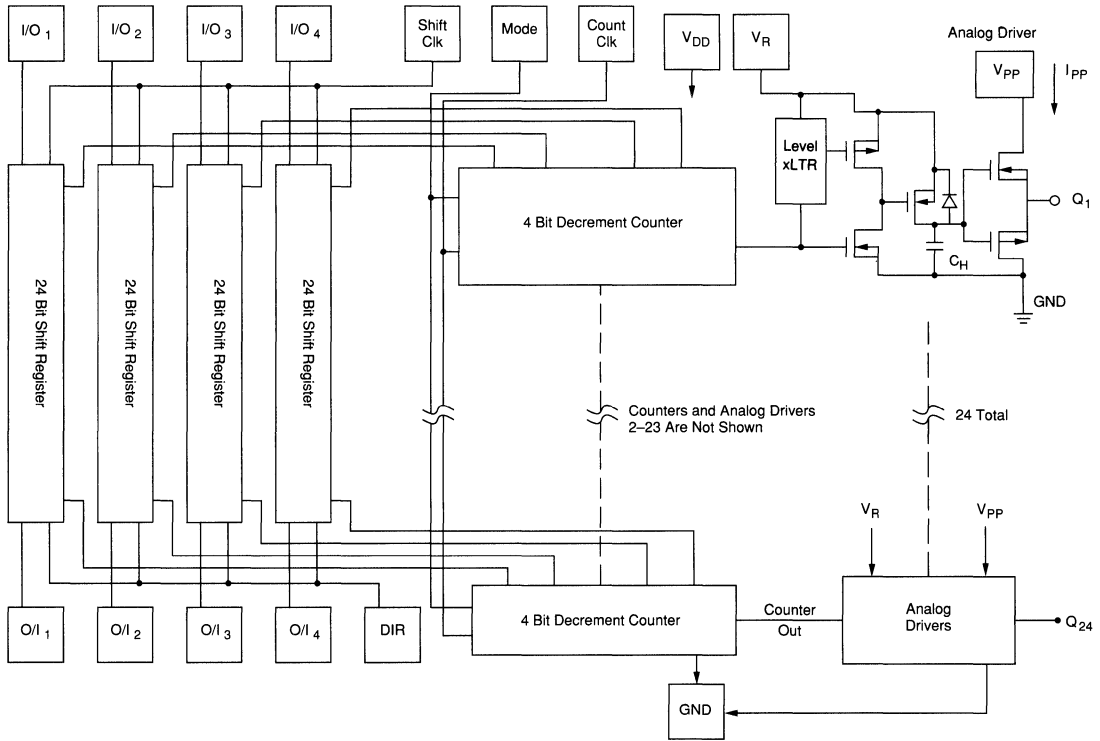 I/O 1
I/O 2
I/O 3
I/O 4
Shift
Clk
Mode
Count
Clk
VDD
VR
Analog Driver
VPP
IPP
Level
xLTR
4 Bit Decrement Counter
Q1
CH
GND
24 Bit Shift Register
24 Bit Shift Register
24 Bit Shift Register
24 Bit Shift Register
Counters and Analog Drivers
2–23 Are Not Shown
24 Total
VR
VPP
O/I 1
O/I 2
O/I 3
O/I 4
DIR
4 Bit Decrement Counter
Counter
Out
Analog
Drivers
Q24
GND